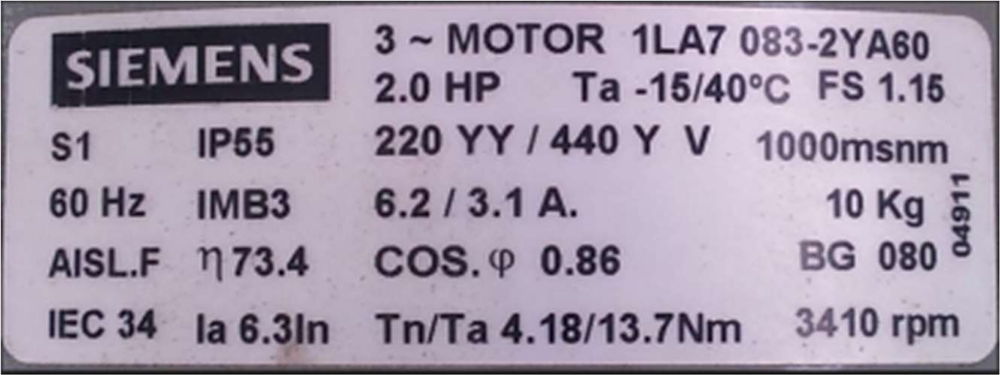 SIEMENS
3 ~ MOTOR 1LA7 083-2YA60
2.0 HP Ta -15/40°C FS 1.15
S1 IP55 220 YY / 440 Y V 1000msnm
60 Hz IMB3 6.2 / 3.1 A. 10 Kg
AISL.F η 73.4 COS. φ 0.86 BG 080
IEC 34 Ia 6.3In Tn/Ta 4.18/13.7Nm 3410 rpm
04911